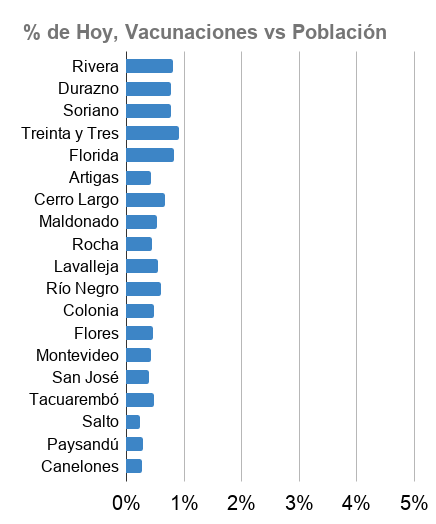 % de Hoy, Vacunaciones vs Población
Rivera
Durazno
Soriano
Treinta y Tres
Florida
Artigas
Cerro Largo
Maldonado
Rocha
Lavalleja
Río Negro
Colonia
Flores
Montevideo
San José
Tacuarembó
Salto
Paysandú
Canelones
0% 1% 2% 3% 4% 5%